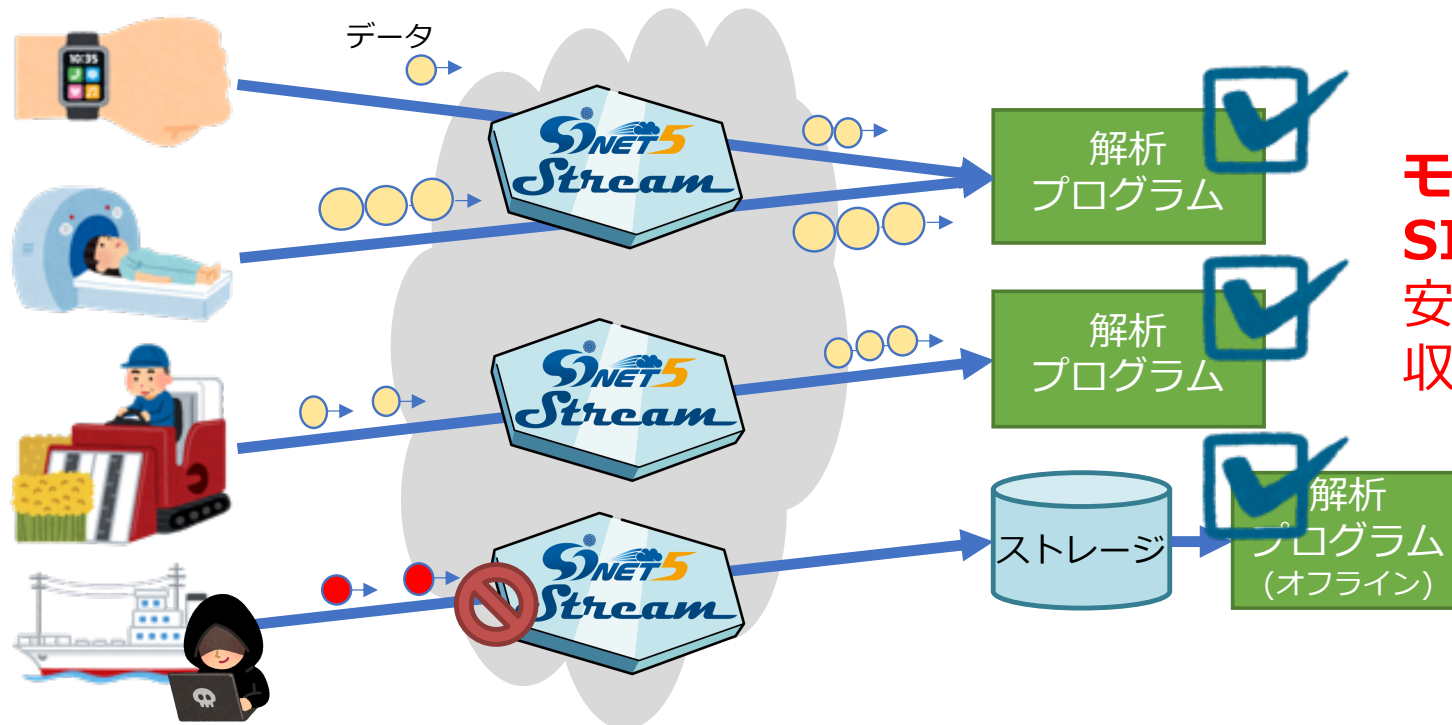 データ
10:35
SINET5
Stream
解析
プログラム
モ
SI
安
収
SINET5
Stream
解析
プログラム
SINET5
Stream
ストレージ
解析
プログラム
(オフライン)